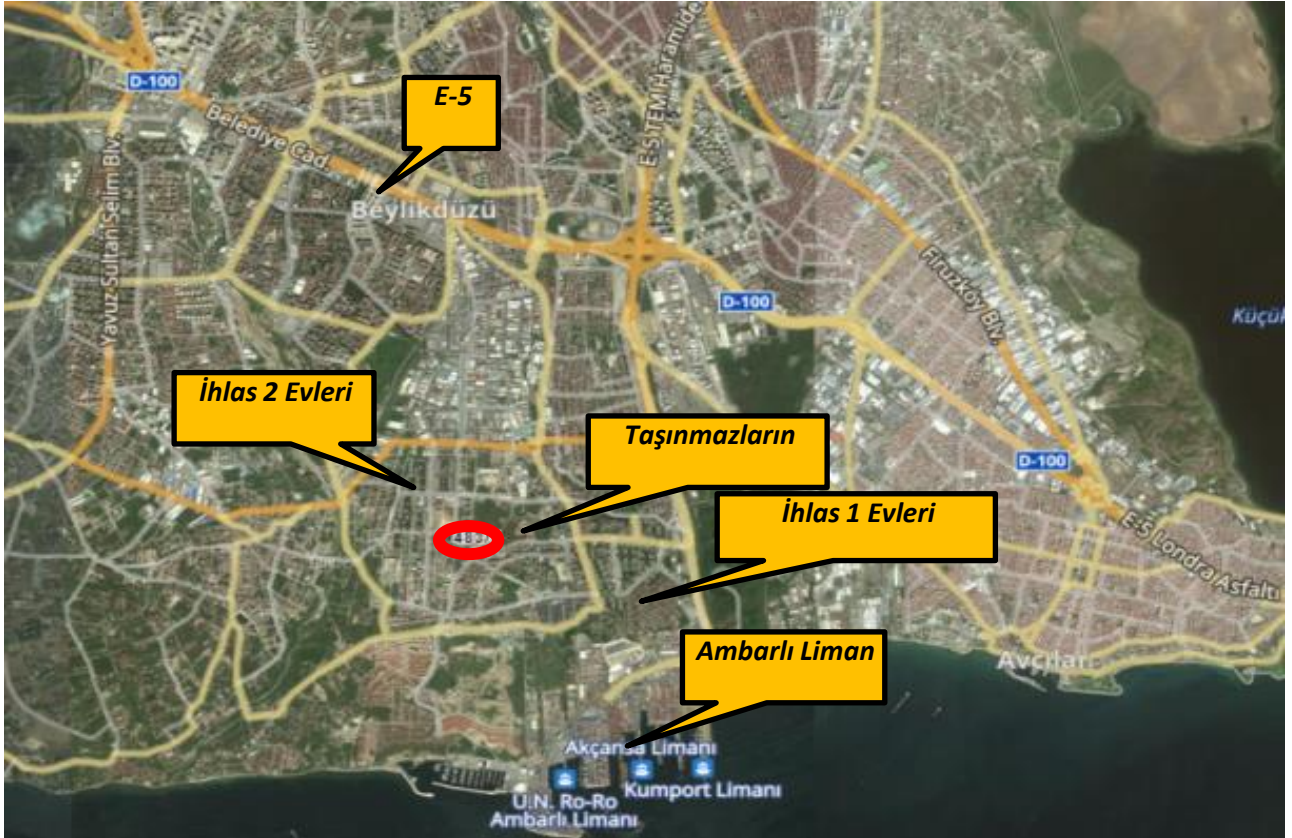 D-100
E-5
Belediye Cad.
E-5 TEM Haramidere
Yavuz Sultan Selim Blv.
Beylikdüzü
Firuzköy Blv.
D-100
Küçük
İhlas 2 Evleri
Taşınmazların
D-100
İhlas 1 Evleri
E-5 Londra Asfaltı
Ambarlı Liman
Avcılar
Akçansa Limanı
Kumport Limanı
U.N. Ro-Ro
Ambarlı Limanı